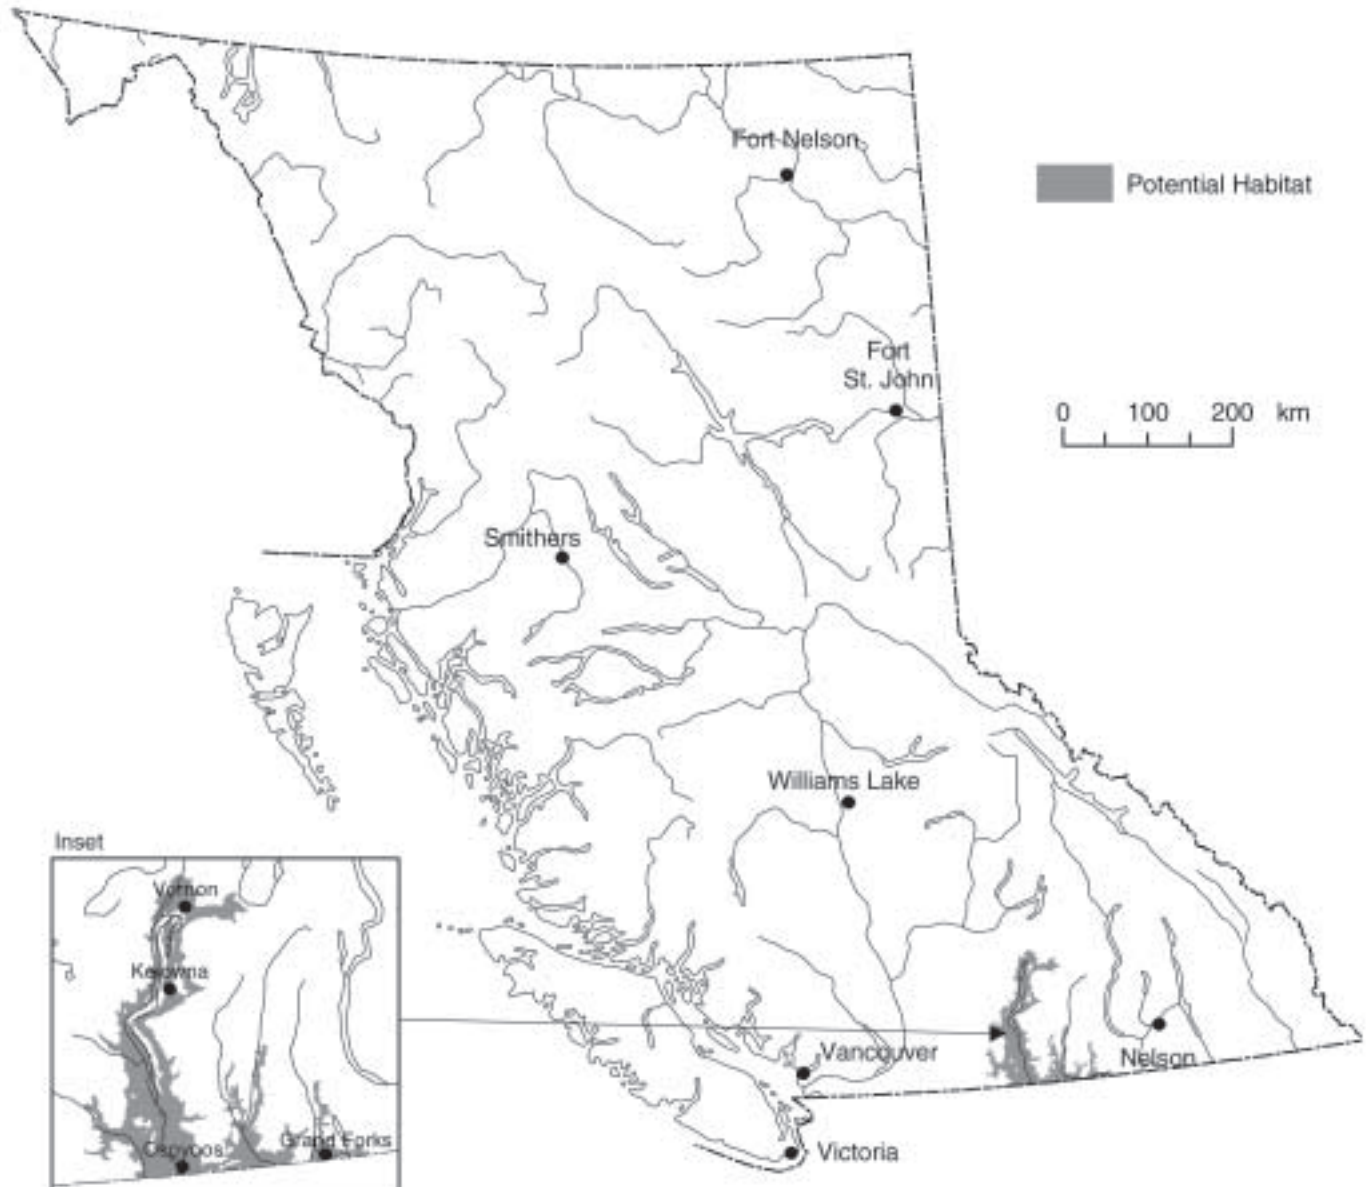 Fort Nelson
Potential Habitat
Fort
St. John
0 100 200 km
Smithers
Williams Lake
Inset
Vernon
Kelowna
Vancouver
Nelson
Osoyoos
Grand Forks
Victoria